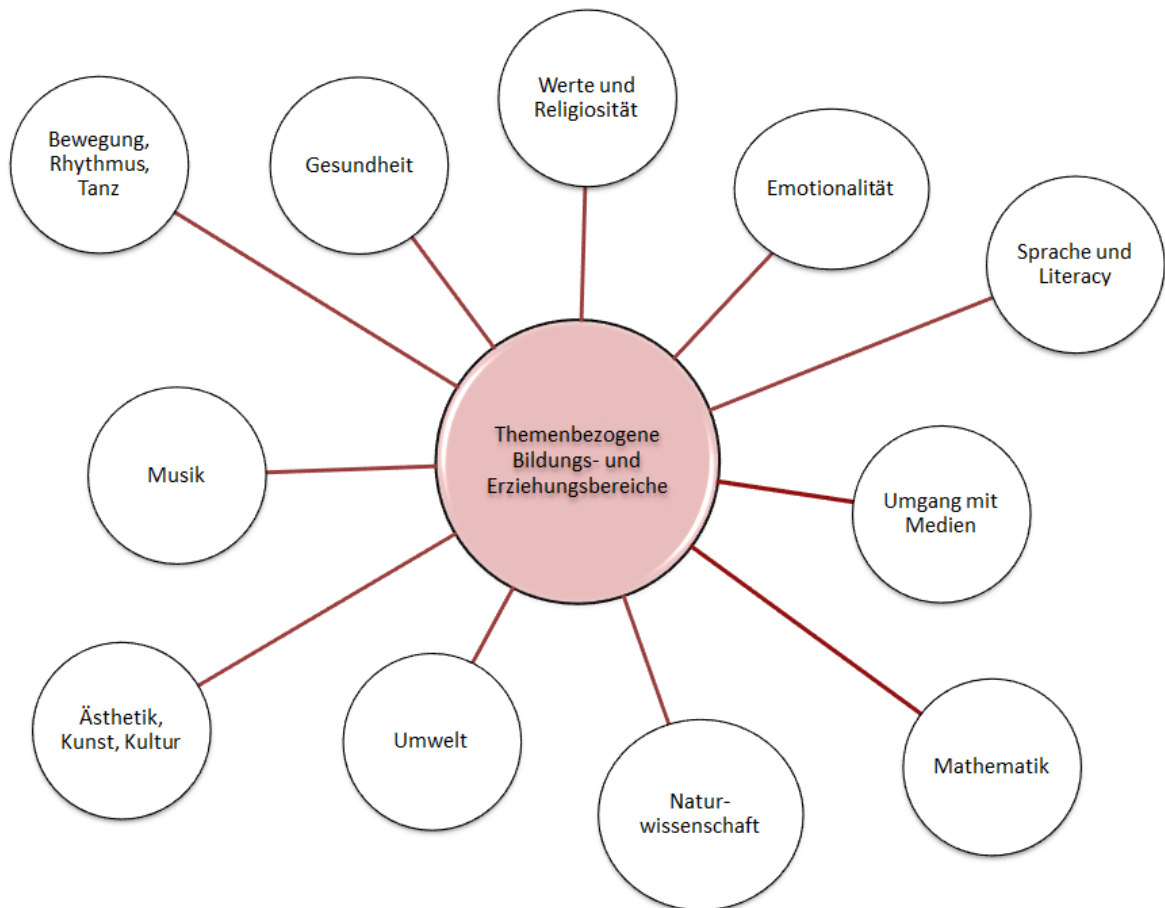 Werte und
Religiosität
Bewegung,
Rhythmus,
Tanz
Gesundheit
Emotionalität
Sprache und
Literacy
Themenbezogene
Bildungs- und
Erziehungsbereiche
Musik
Umgang mit
Medien
Ästhetik,
Kunst, Kultur
Umwelt
Natur-
wissenschaft
Mathematik